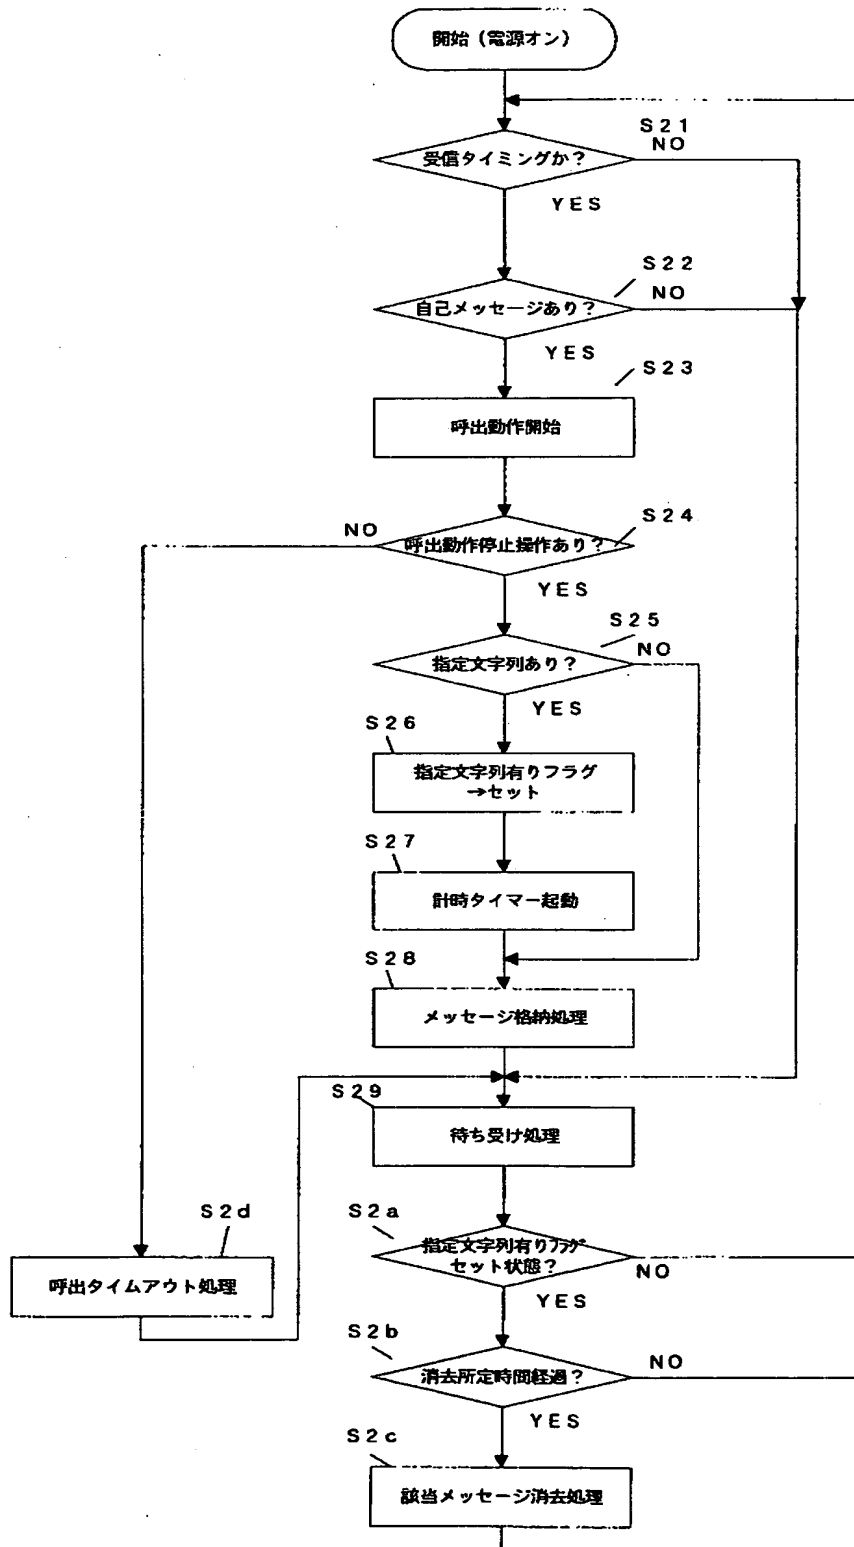 開始（電源オン）
S21
受信タイミングか？
NO
YES
S22
自己メッセージあり？
NO
YES
S23
呼出動作開始
S24
NO
呼出動作停止操作あり？
YES
S25
指定文字列あり？
NO
YES
S26
指定文字列有りフラグ
→セット
S27
計時タイマー起動
S28
メッセージ格納処理
S29
待ち受け処理
S2d
呼出タイムアウト処理
S2a
指定文字列有りフラグ
セット状態？
NO
YES
S2b
消去所定時間経過？
NO
YES
S2c
該当メッセージ消去処理